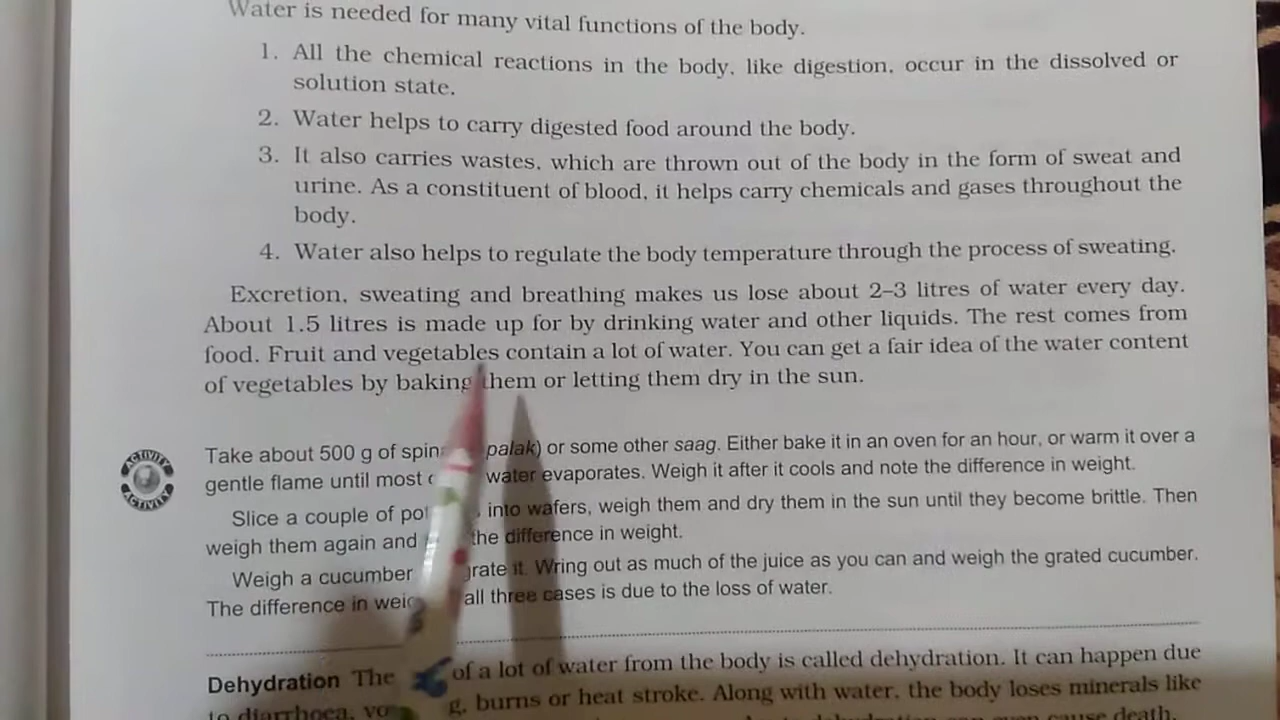 Water is needed for many vital functions of the body.
1. All the chemical reactions in the body, like digestion, occur in the dissolved or
solution state.
2. Water helps to carry digested food around the body.
3. It also carries wastes, which are thrown out of the body in the form of sweat and
urine. As a constituent of blood, it helps carry chemicals and gases throughout the
body.
4. Water also helps to regulate the body temperature through the process of sweating.
Excretion, sweating and breathing makes us lose about 2–3 litres of water every day.
About 1.5 litres is made up for by drinking water and other liquids. The rest comes from
food. Fruit and vegetables contain a lot of water. You can get a fair idea of the water content
of vegetables by baking them or letting them dry in the sun.
ACTIVITY
ACTIVITY
Take about 500 g of palak) or some other saag. Either bake it in an oven for an hour, or warm it over a
gentle flame until most water evaporates. Weigh it after it cools and note the difference in weight.
Slice a couple of into wafers, weigh them and dry them in the sun until they become brittle. Then
weigh them again and the difference in weight.
Weigh a cucumber grate it. Wring out as much of the juice as you can and weigh the grated cucumber.
The difference in all three cases is due to the loss of water.
Dehydration The of a lot of water from the body is called dehydration. It can happen due
to diarrhoea, burns or heat stroke. Along with water, the body loses minerals like
cause death.